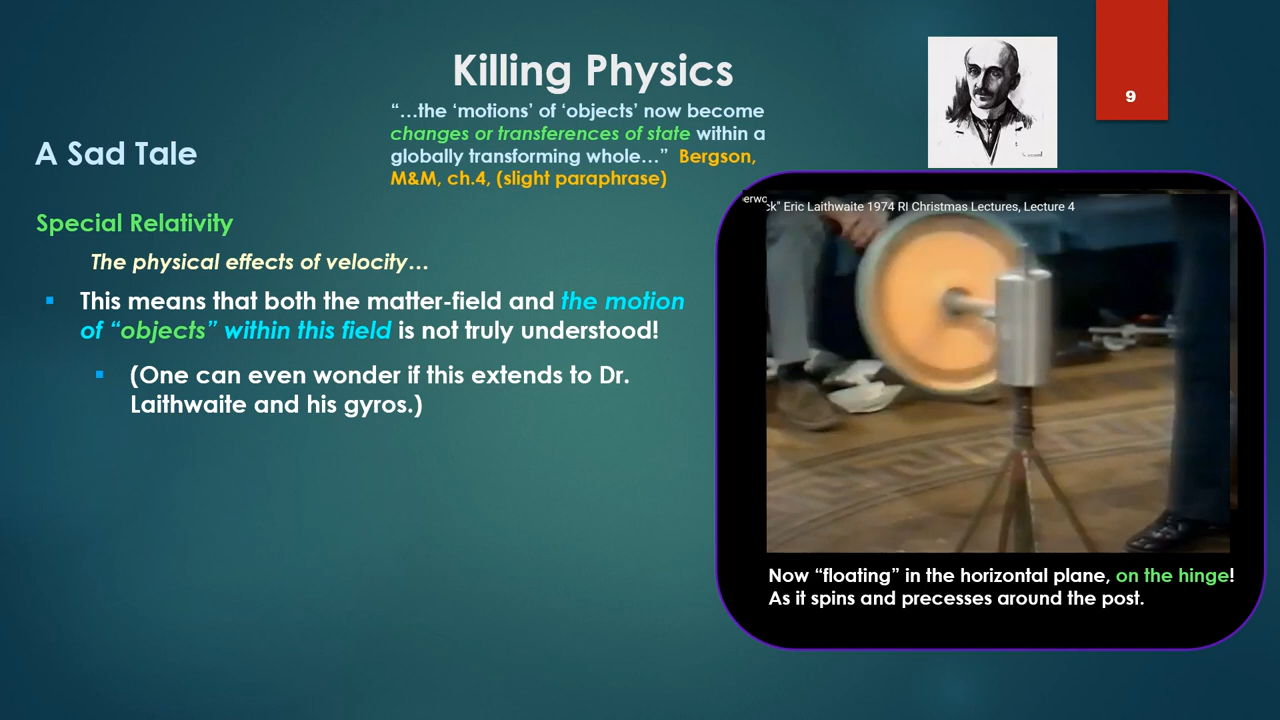 Killing Physics
“…the ‘motions’ of ‘objects’ now become
changes or transferences of state within a
globally transforming whole…” Bergson,
M&M, ch.4, (slight paraphrase)
9
A Sad Tale
Special Relativity
The physical effects of velocity…
This means that both the matter-field and the motion
of “objects” within this field is not truly understood!
(One can even wonder if this extends to Dr.
Laithwaite and his gyros.)
Eric Laithwaite 1974 RI Christmas Lectures, Lecture 4
Now “floating” in the horizontal plane, on the hinge!
As it spins and precesses around the post.